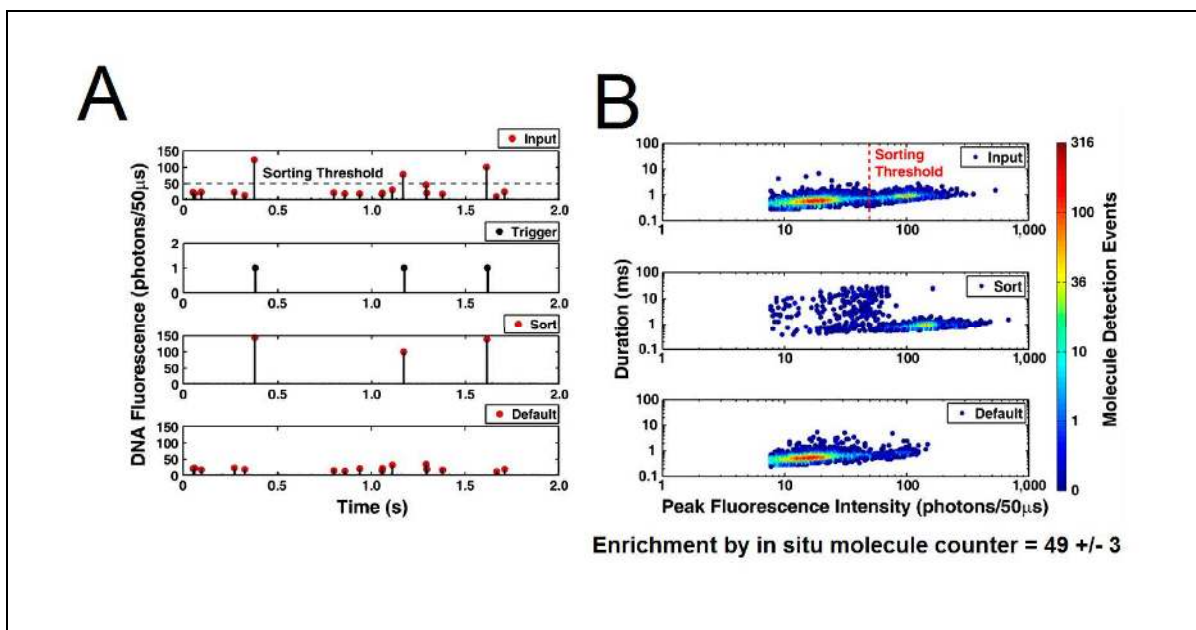 A
Input
150
100
50
0
Sorting Threshold
0 0.5 1.0 1.5 2.0
Trigger
2
1
0
0 0.5 1.0 1.5 2.0
Sort
150
100
50
0
0 0.5 1.0 1.5 2.0
Default
150
100
50
0
0 0.5 1.0 1.5 2.0
DNA Fluorescence (photons/50µs)
Time (s)
B
100
10
1
0.1
Sorting
Threshold
Input
1 10 100 1,000
100
10
1
0.1
Sort
1 10 100 1,000
100
10
1
0.1
Default
1 10 100 1,000
Duration (ms)
Peak Fluorescence Intensity (photons/50µs)
316
100
36
10
1
0
Molecule Detection Events
Enrichment by in situ molecule counter = 49 +/- 3